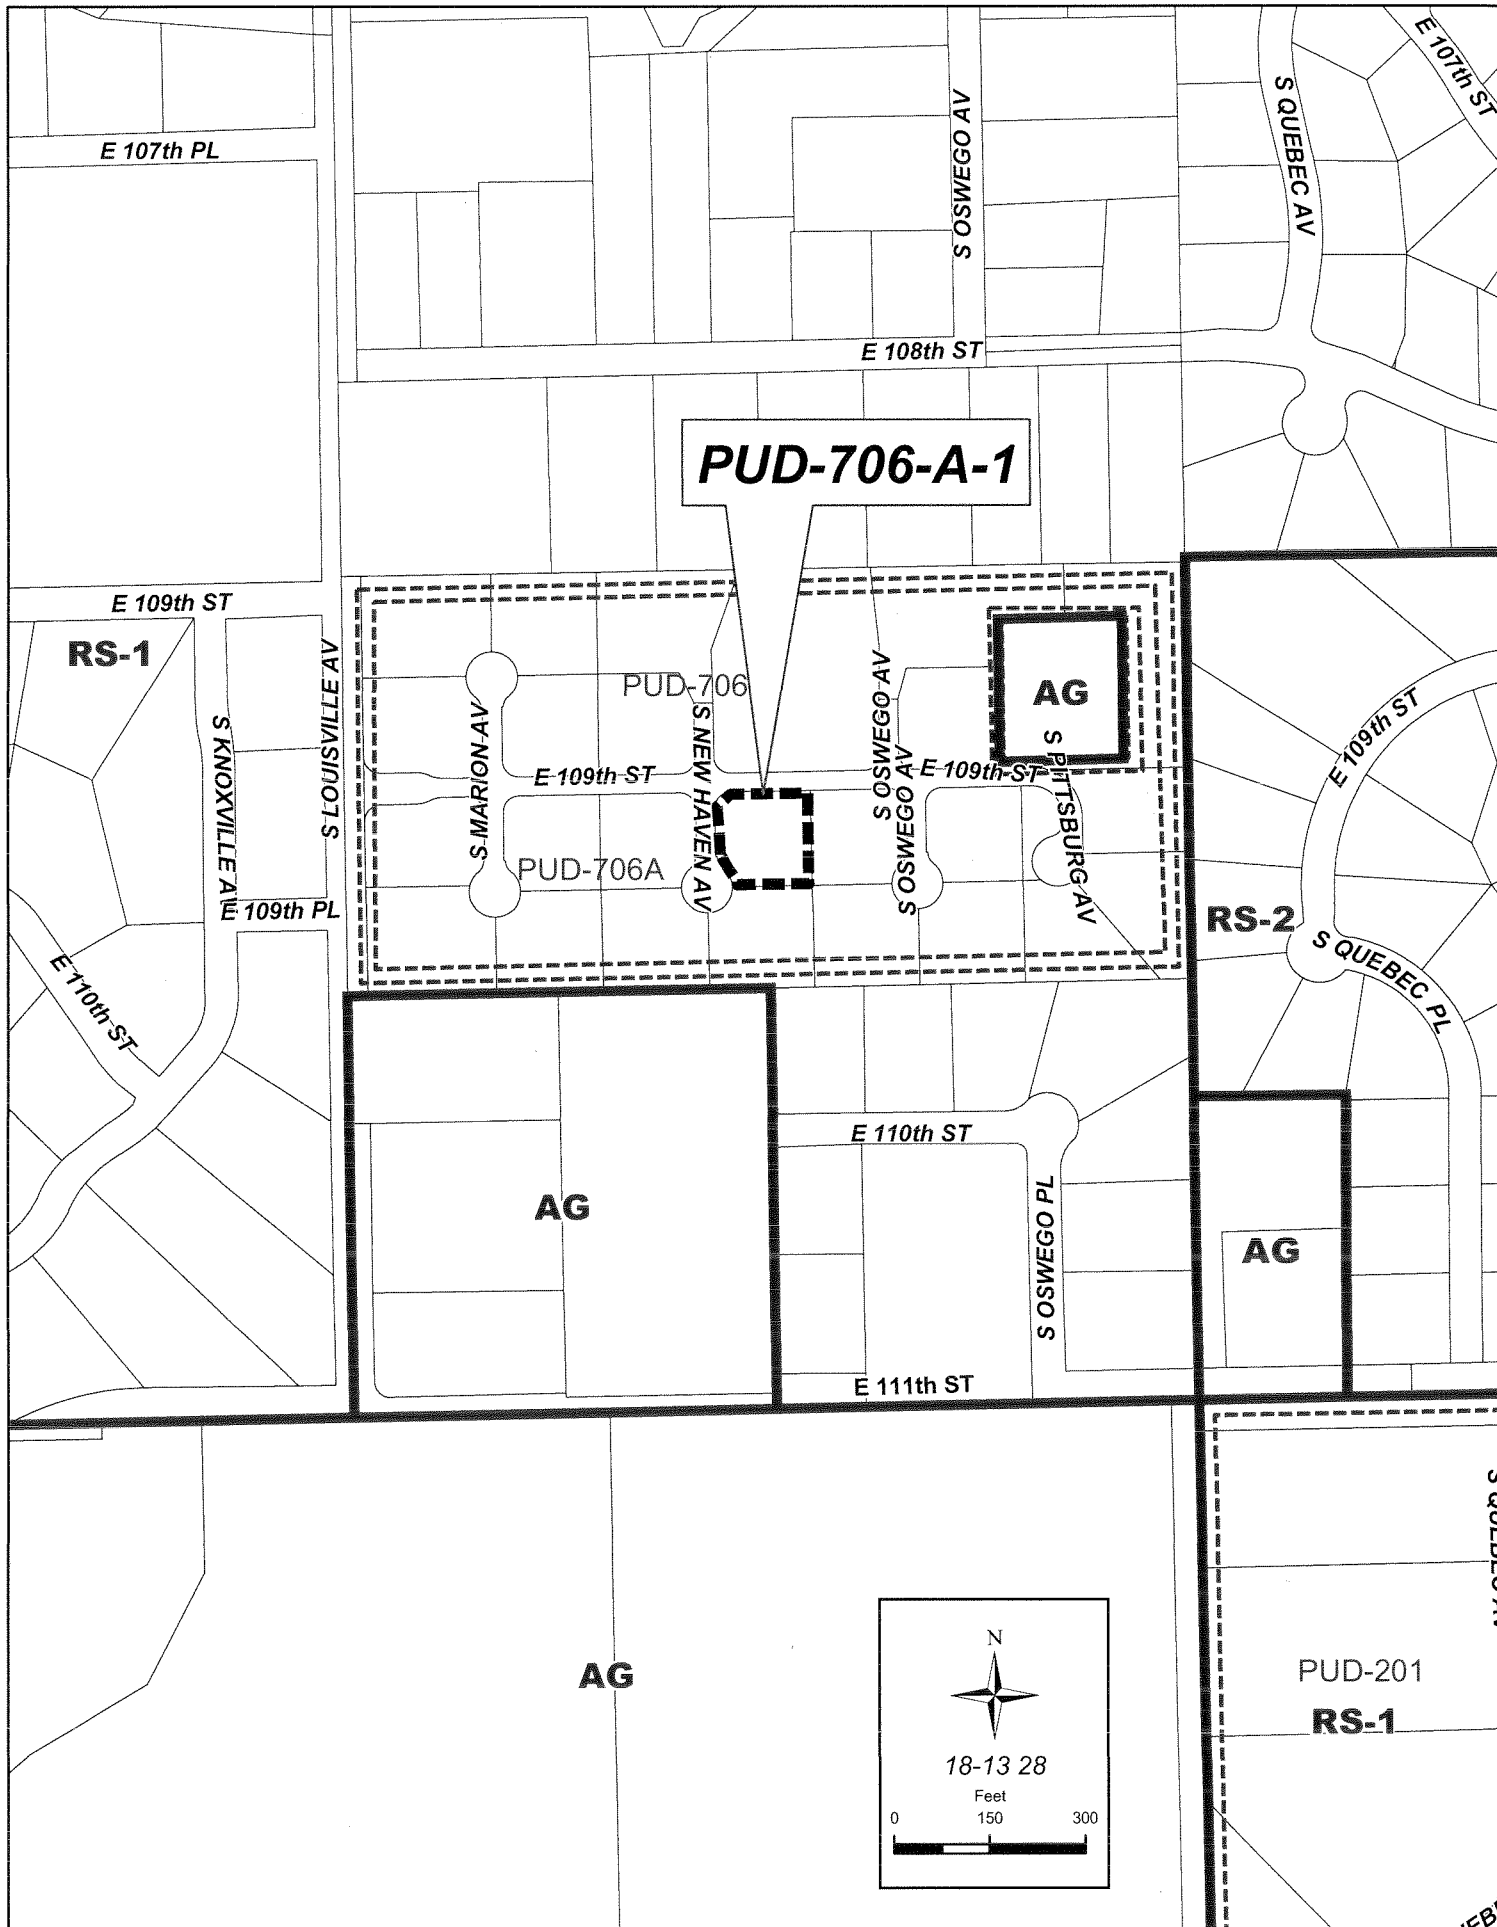 E 107th ST
S QUEBEC AV
S OSWEGO AV
E 107th PL
E 108th ST
PUD-706-A-1
E 109th ST
RS-1
S KNOXVILLE AV
S LOUISVILLE AV
S MARION AV
PUD-706
S NEW HAVEN AV
E 109th ST
PUD-706A
S OSWEGO AV
S OSWEGO AV
E 109th ST
AG
S PITTSBURG AV
E 109th ST
RS-2
S QUEBEC PL
E 109th PL
E 110th ST
AG
E 110th ST
S OSWEGO PL
AG
E 111th ST
AG
PUD-201
RS-1
N
18-13 28
Feet
0 150 300